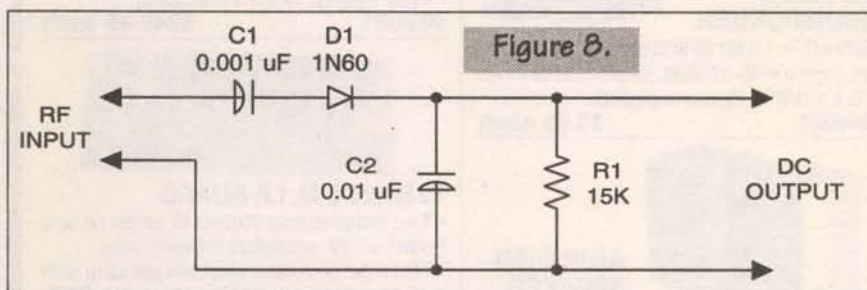 C1
0.001 uF
D1
1N60
Figure 8.
RF
INPUT
C2
0.01 uF
R1
15K
DC
OUTPUT